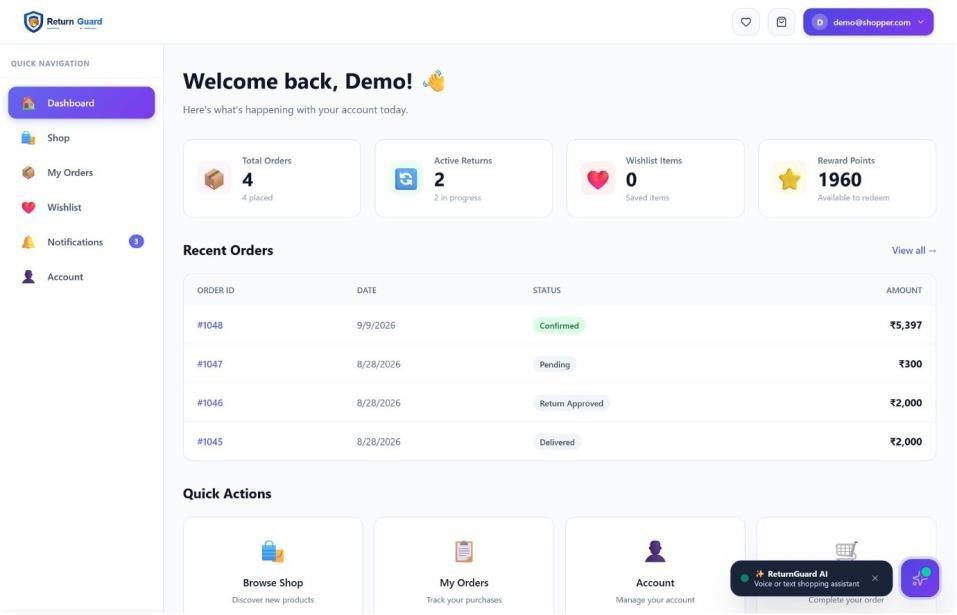 Return Guard
D demo@shopper.com
QUICK NAVIGATION
Dashboard
Shop
My Orders
Wishlist
Notifications 3
Account
Welcome back, Demo!
Here's what's happening with your account today.
Total Orders
4
4 placed
Active Returns
2
2 in progress
Wishlist Items
0
Saved items
Reward Points
1960
Available to redeem
Recent Orders
View all →
ORDER ID DATE STATUS AMOUNT
#1048 9/9/2026 Confirmed ₹5,397
#1047 8/28/2026 Pending ₹300
#1046 8/28/2026 Return Approved ₹2,000
#1045 8/28/2026 Delivered ₹2,000
Quick Actions
Browse Shop
Discover new products
My Orders
Track your purchases
Account
Manage your account
Complete your order
ReturnGuard AI
Voice or text shopping assistant